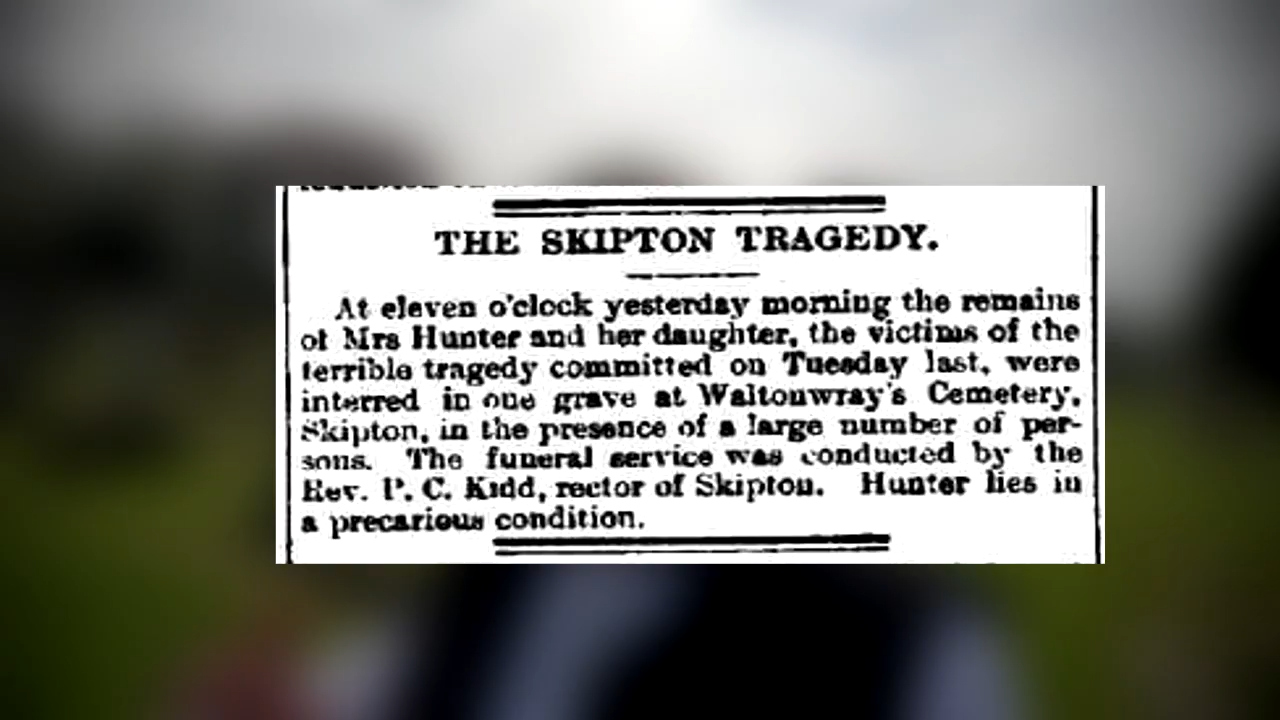 THE SKIPTON TRAGEDY.
At eleven o'clock yesterday morning the remains
of Mrs Hunter and her daughter, the victims of the
terrible tragedy committed on Tuesday last, were
interred in one grave at Waltonwray's Cemetery,
Skipton, in the presence of a large number of per-
sons. The funeral service was conducted by the
Rev. P. C. Kidd, rector of Skipton. Hunter lies in
a precarious condition.